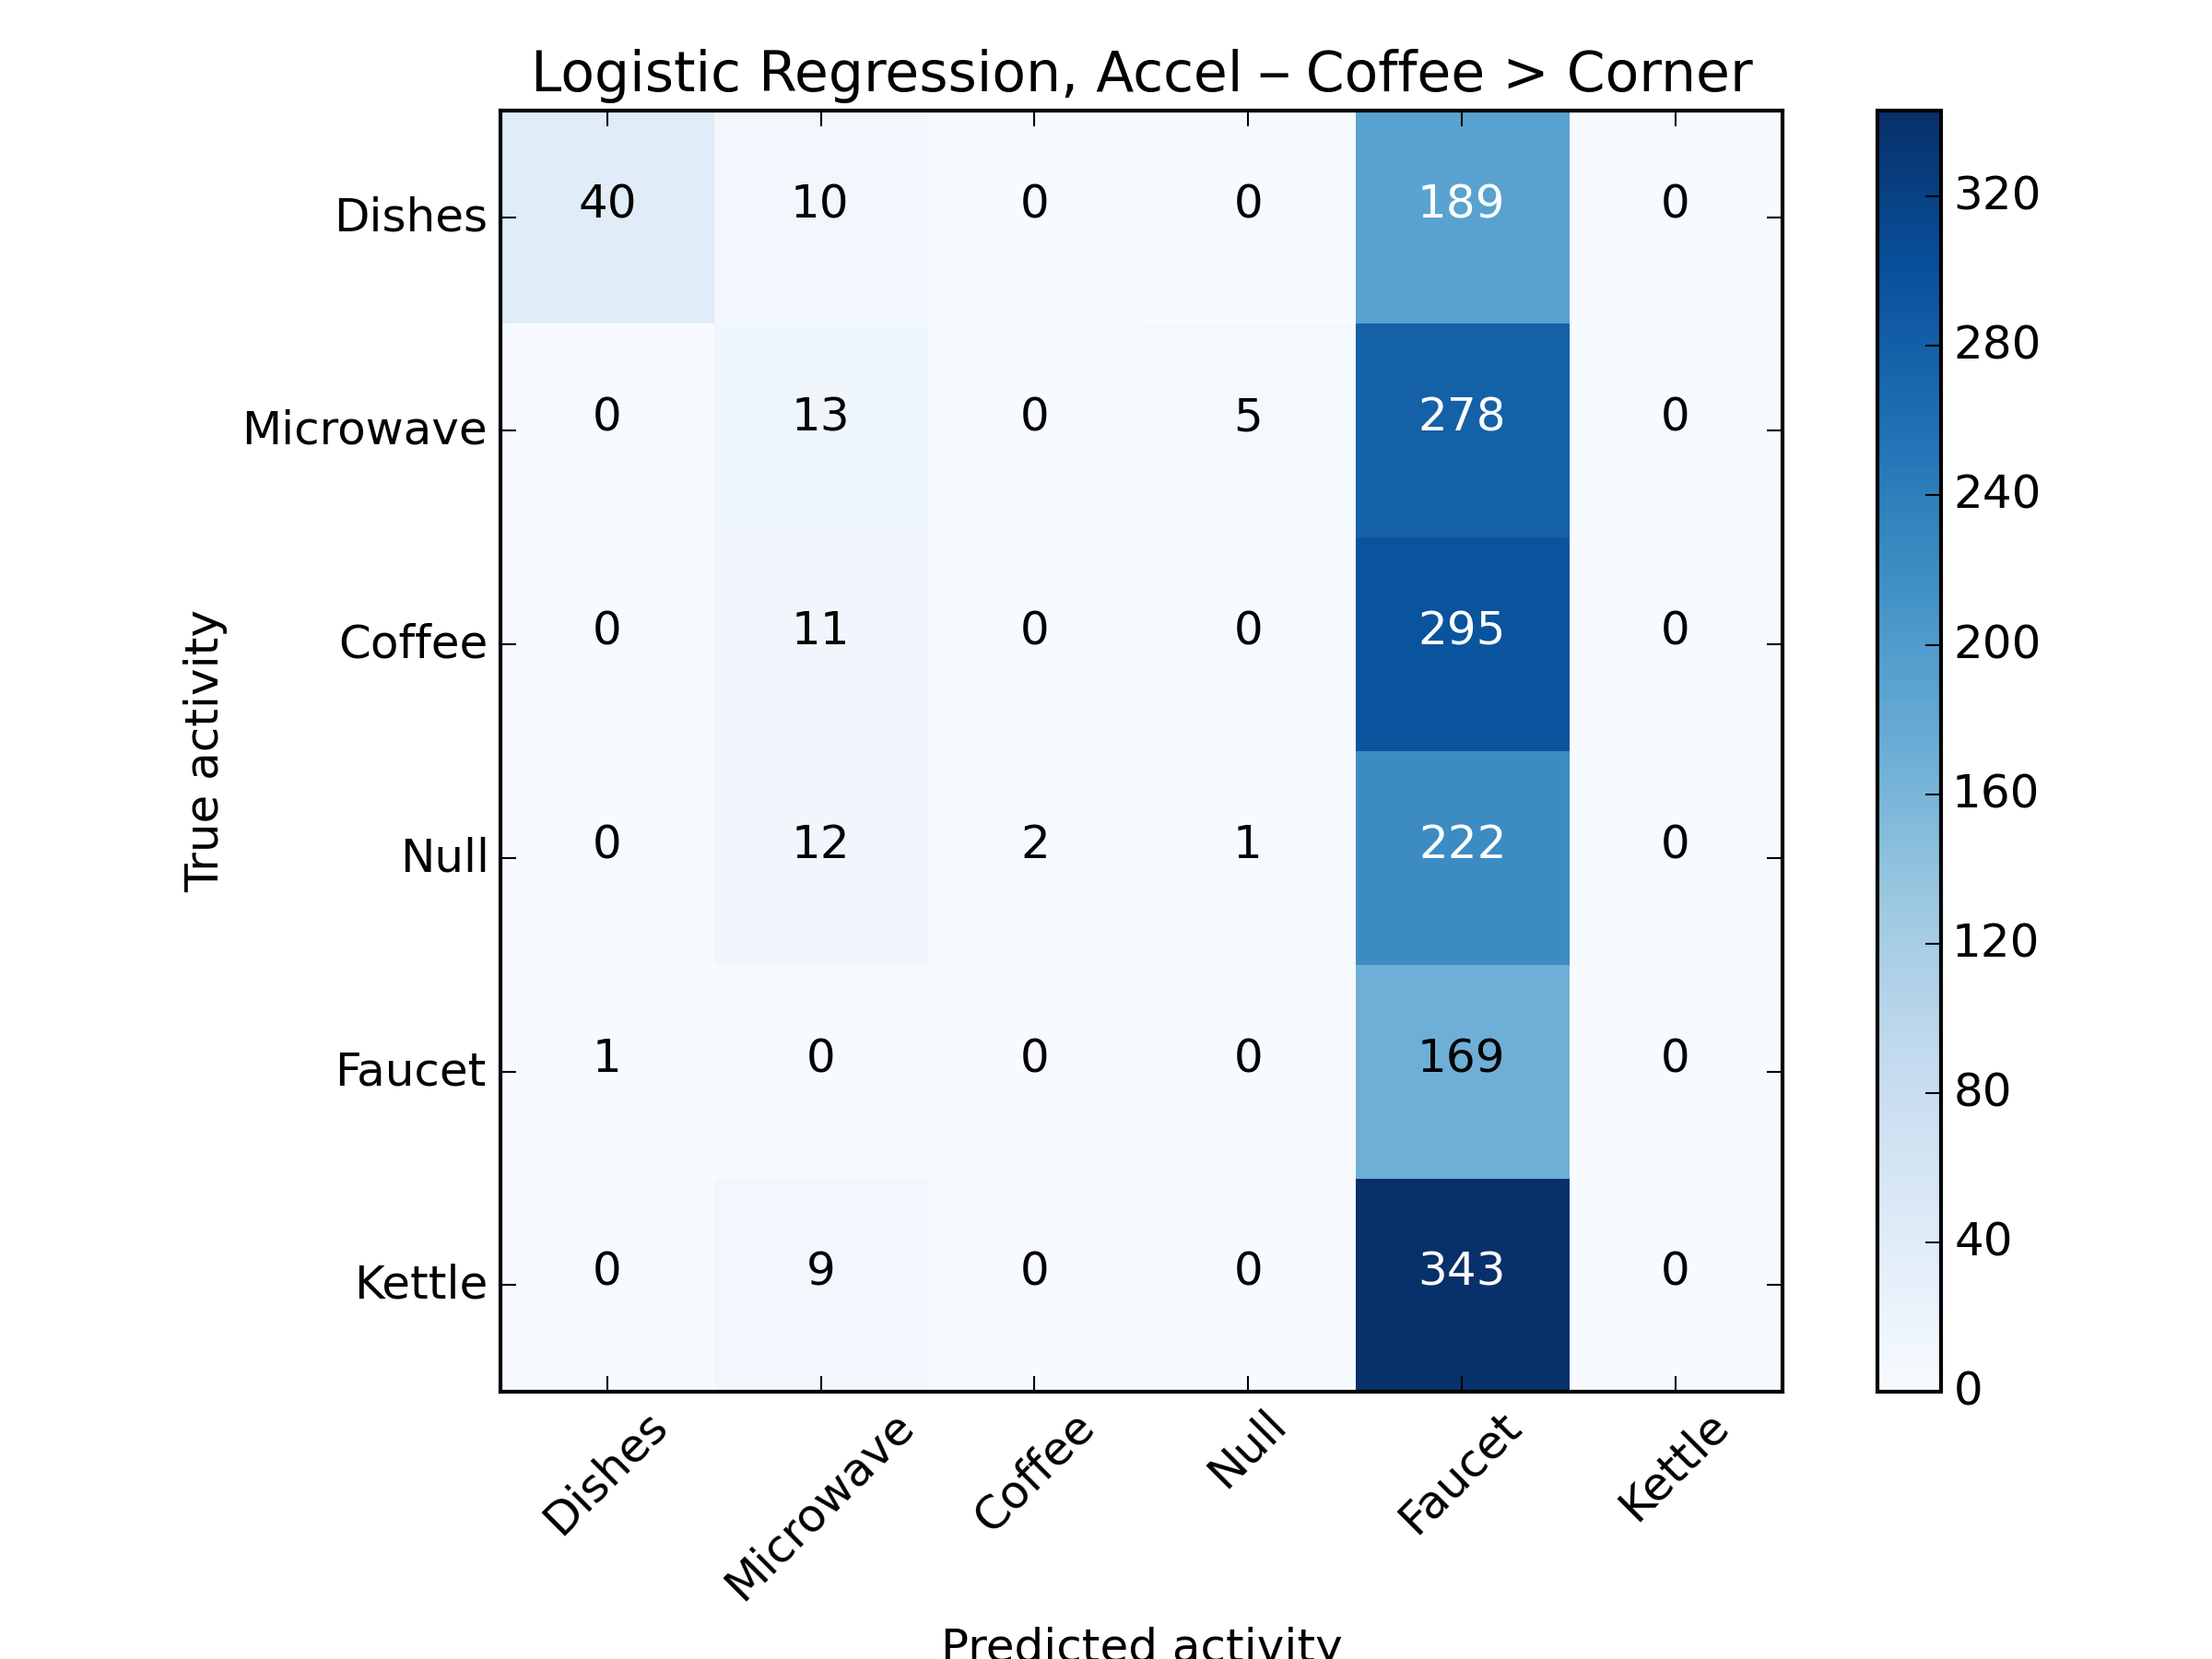 Logistic Regression, Accel – Coffee > Corner
Dishes 40 10 0 0 189 0
Microwave 0 13 0 5 278 0
Coffee 0 11 0 0 295 0
Null 0 12 2 1 222 0
Faucet 1 0 0 0 169 0
Kettle 0 9 0 0 343 0
True activity
Dishes Microwave Coffee Null Faucet Kettle
Predicted activity
320
280
240
200
160
120
80
40
0